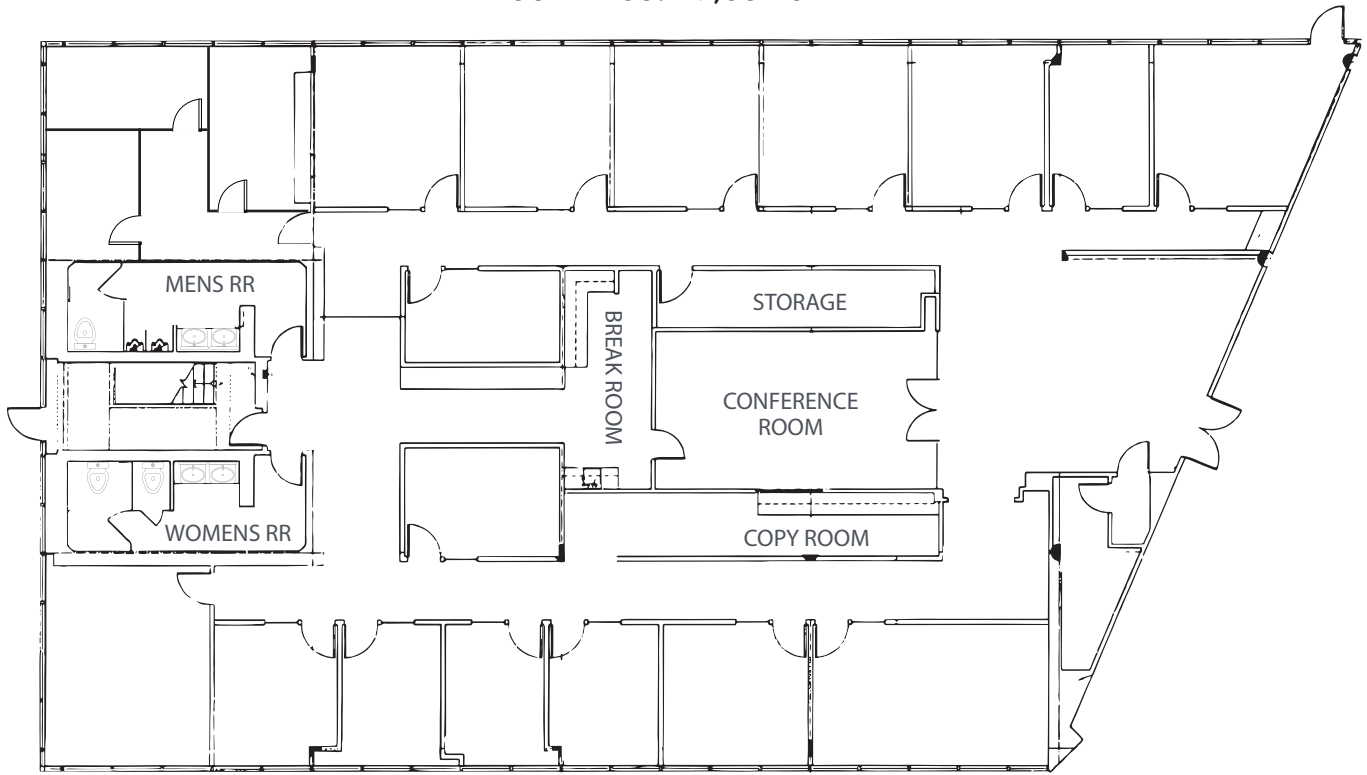 MENS RR
STORAGE
BREAK ROOM
CONFERENCE
ROOM
WOMENS RR
COPY ROOM